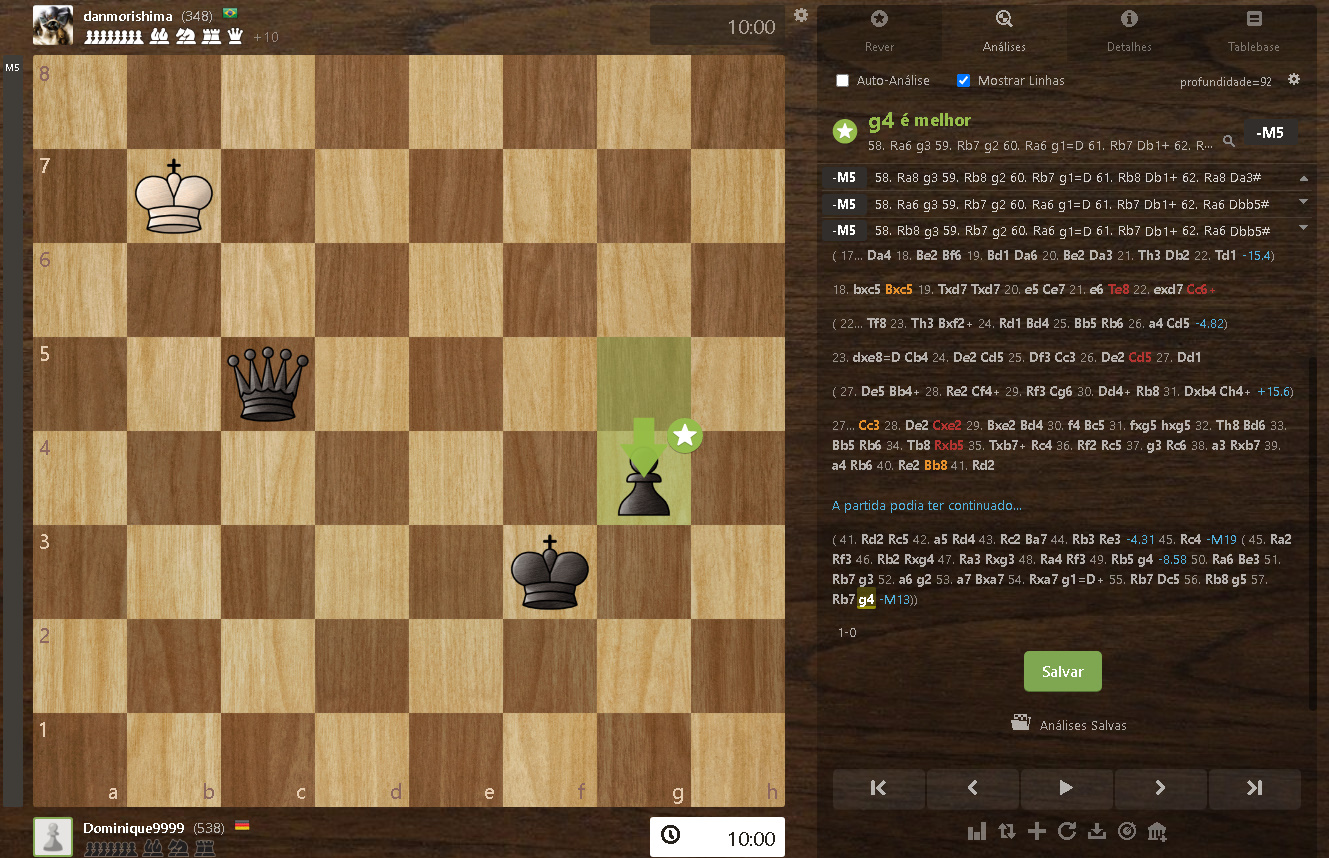 danmorishima (348)
+10
10:00
M5
8
7
6
5
4
3
2
1
a b c d e f g h
Dominique9999 (538)
10:00
Rever
Análises
Detalhes
Tablebase
Auto-Análise
Mostrar Linhas
profundidade=92
g4 é melhor
58. Ra6 g3 59. Rb7 g2 60. Ra6 g1=D 61. Rb7 Db1+ 62. R...
-M5
-M5 58. Ra8 g3 59. Rb8 g2 60. Rb7 g1=D 61. Rb8 Db1+ 62. Ra8 Da3#
-M5 58. Ra6 g3 59. Rb7 g2 60. Ra6 g1=D 61. Rb7 Db1+ 62. Ra6 Dbb5#
-M5 58. Rb8 g3 59. Rb7 g2 60. Ra6 g1=D 61. Rb7 Db1+ 62. Ra6 Dbb5#
( 17... Da4 18. Be2 Bf6 19. Bd1 Da6 20. Be2 Da3 21. Th3 Db2 22. Td1 -15.4)
18. bxc5 Bxc5 19. Txd7 Txd7 20. e5 Ce7 21. e6 Te8 22. exd7 Cc6+
( 22... Tf8 23. Th3 Bxf2+ 24. Rd1 Bd4 25. Bb5 Rb6 26. a4 Cd5 -4.82)
23. dxe8=D Cb4 24. De2 Cd5 25. Df3 Cc3 26. De2 Cd5 27. Dd1
( 27. De5 Bb4+ 28. Re2 Cf4+ 29. Rf3 Cg6 30. Dd4+ Rb8 31. Dxb4 Ch4+ +15.6)
27... Cc3 28. De2 Cxe2 29. Bxe2 Bd4 30. f4 Bc5 31. fxg5 hxg5 32. Th8 Bd6 33.
Bb5 Rb6 34. Tb8 Rxb5 35. Txb7+ Rc4 36. Rf2 Rc5 37. g3 Rc6 38. a3 Rxb7 39.
a4 Rb6 40. Re2 Bb8 41. Rd2
A partida podia ter continuado...
( 41. Rd2 Rc5 42. a5 Rd4 43. Rc2 Ba7 44. Rb3 Re3 -4.31 45. Rc4 -M19 ( 45. Ra2
Rf3 46. Rb2 Rxg4 47. Ra3 Rxg3 48. Ra4 Rf3 49. Rb5 g4 -8.58 50. Ra6 Be3 51.
Rb7 g3 52. a6 g2 53. a7 Bxa7 54. Rxa7 g1=D+ 55. Rb7 Dc5 56. Rb8 g5 57.
Rb7 g4 -M13))
1-0
Salvar
Análises Salvas